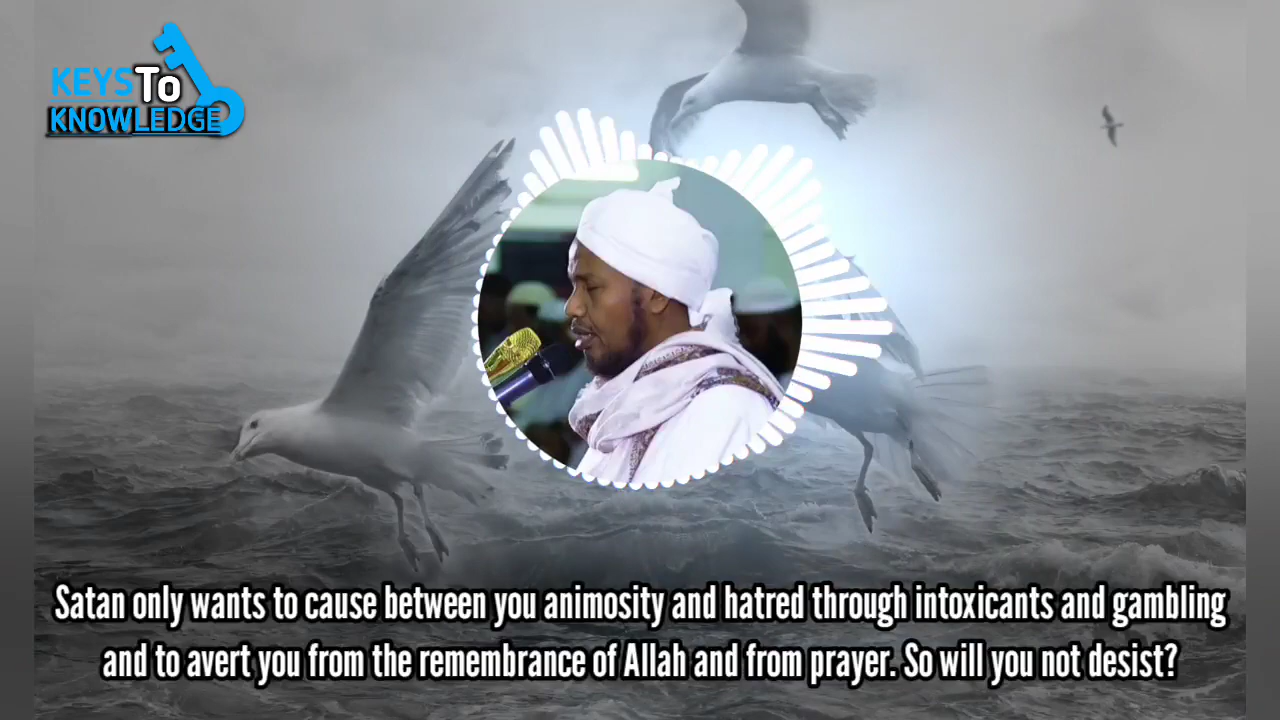 KEYS To
KNOWLEDGE
Satan only wants to cause between you animosity and hatred through intoxicants and gambling
and to avert you from the remembrance of Allah and from prayer. So will you not desist?